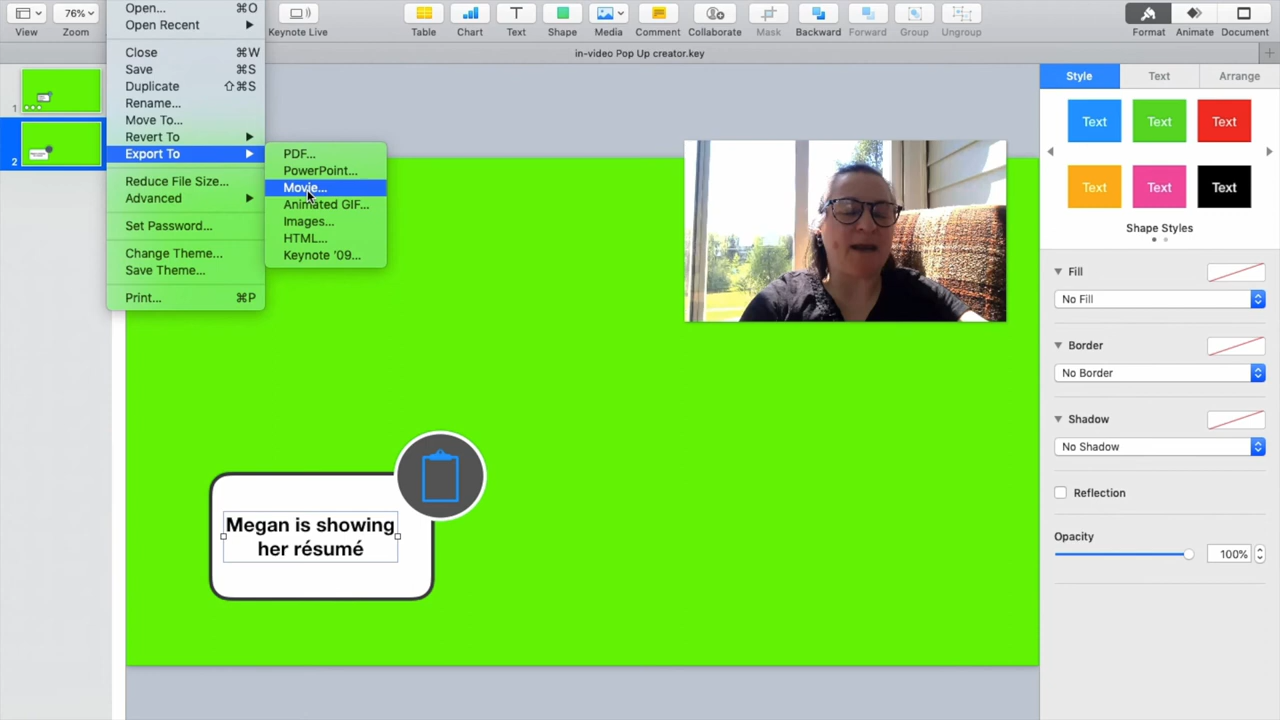 Open... ⌘O
Open Recent
Close ⌘W
Save ⌘S
Duplicate ⇧⌘S
Rename...
Move To...
Revert To
Export To
Reduce File Size...
Advanced
Set Password...
Change Theme...
Save Theme...
Print... ⌘P
PDF...
PowerPoint...
Movie...
Animated GIF...
Images...
HTML...
Keynote '09...
View
76%
Zoom
Keynote Live
Table
Chart
Text
Shape
Media
Comment
Collaborate
Mask
Backward
Forward
Group
Ungroup
Format
Animate
Document
in-video Pop Up creator.key
1
2
Megan is showing
her résumé
Style Text Arrange
Text Text Text
Text Text Text
Shape Styles
Fill
No Fill
Border
No Border
Shadow
No Shadow
Reflection
Opacity
100%